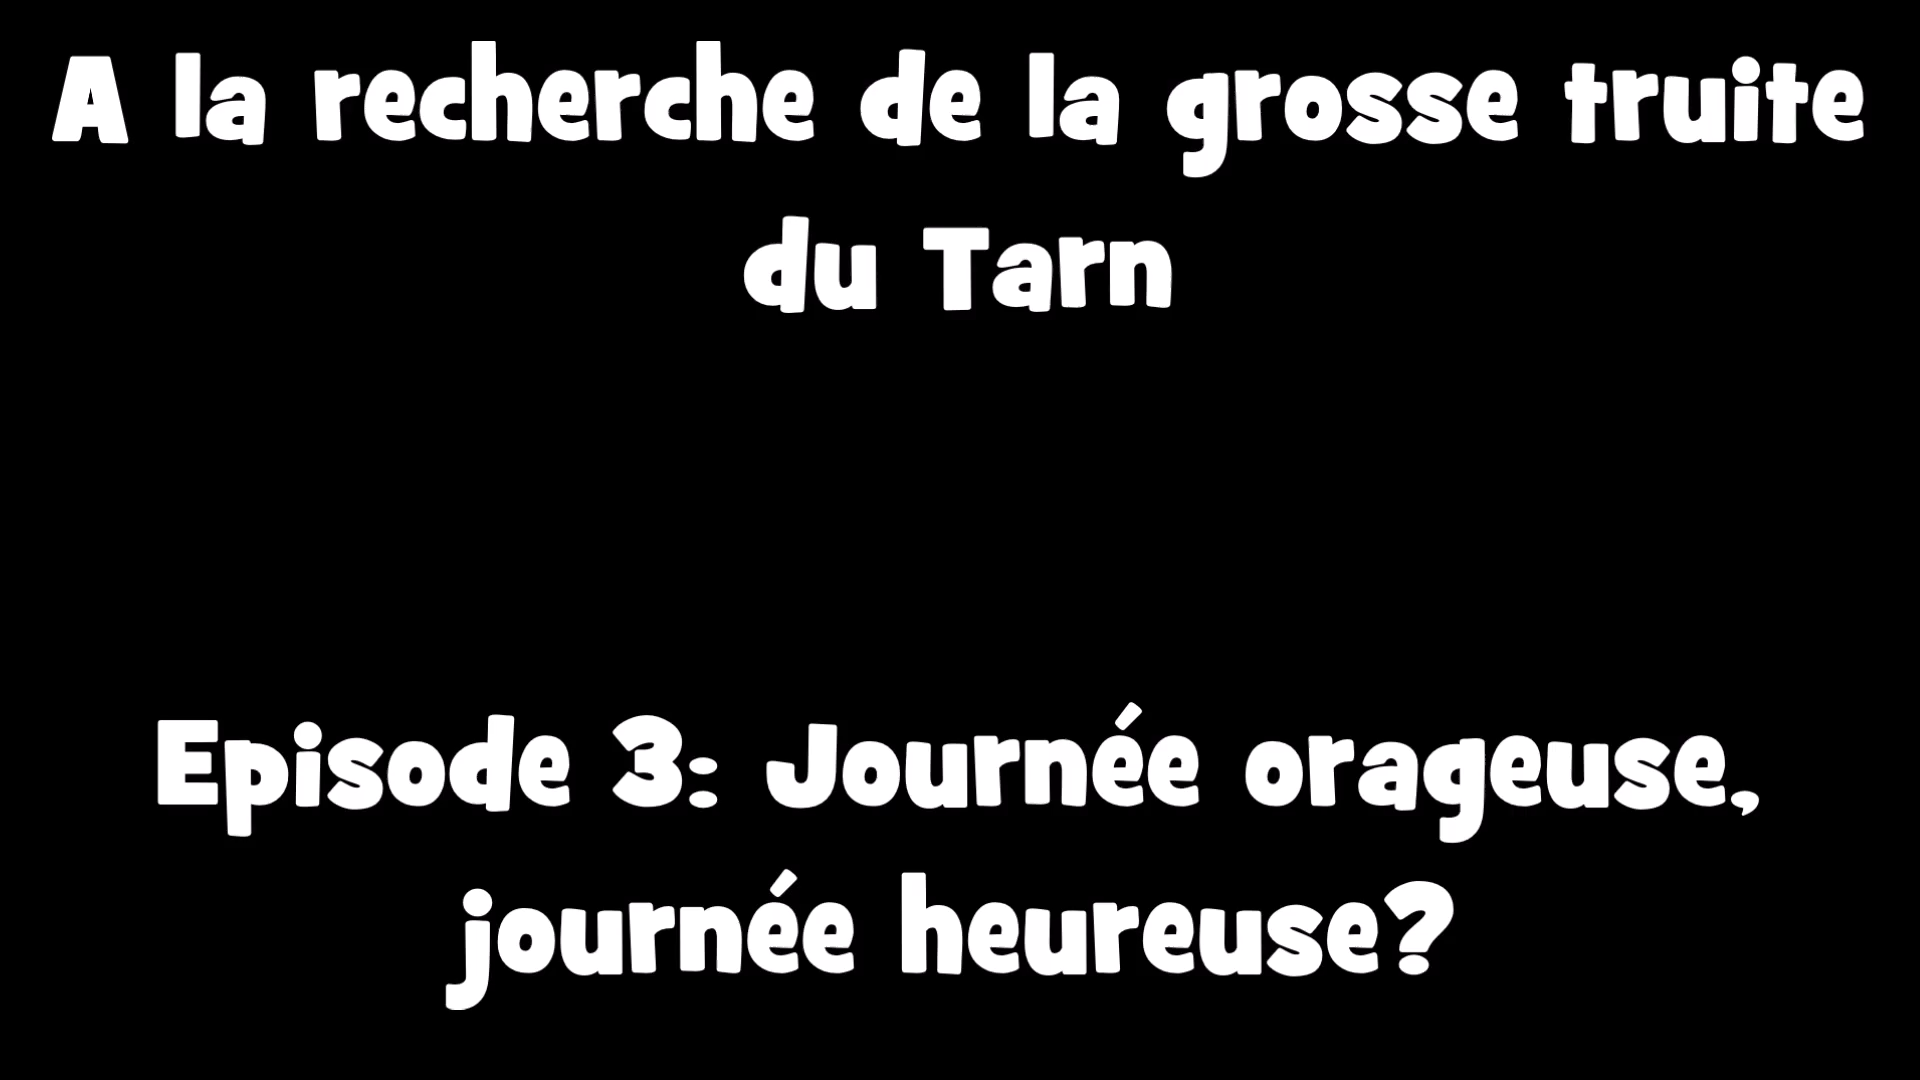 A la recherche de la grosse truite
du Tarn
Episode 3: Journée orageuse,
journée heureuse?